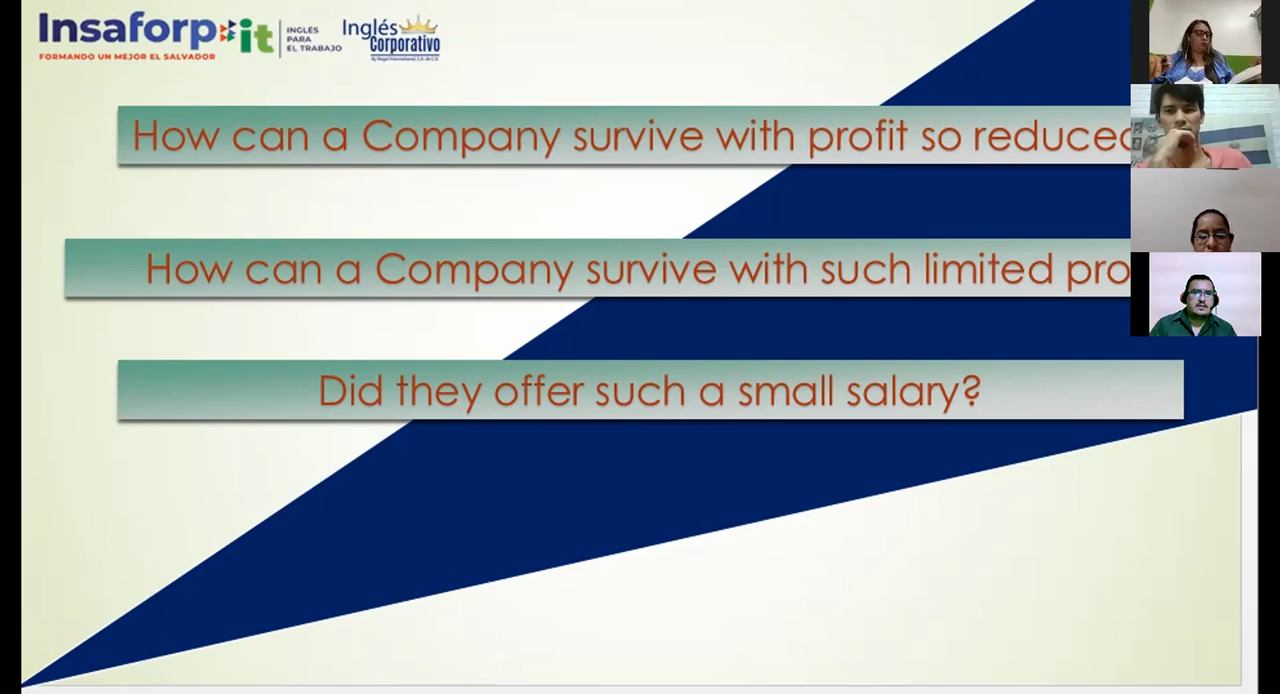 Insaforp it
FORMANDO UN MEJOR EL SALVADOR
INGLÉS
PARA
EL TRABAJO
Inglés
Corporativo
How can a Company survive with profit so reduced
How can a Company survive with such limited pro
Did they offer such a small salary?